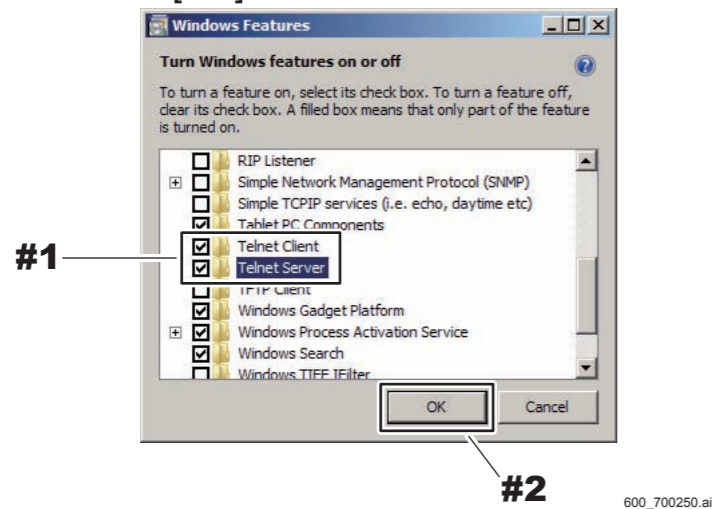 Windows Features
Turn Windows features on or off
To turn a feature on, select its check box. To turn a feature off,
clear its check box. A filled box means that only part of the feature
is turned on.
RIP Listener
Simple Network Management Protocol (SNMP)
Simple TCPIP services (i.e. echo, daytime etc)
Tablet PC Components
#1
Telnet Client
Telnet Server
TFTP Client
Windows Gadget Platform
Windows Process Activation Service
Windows Search
Windows TIFF IFilter
OK
Cancel
#2
600_700250.ai